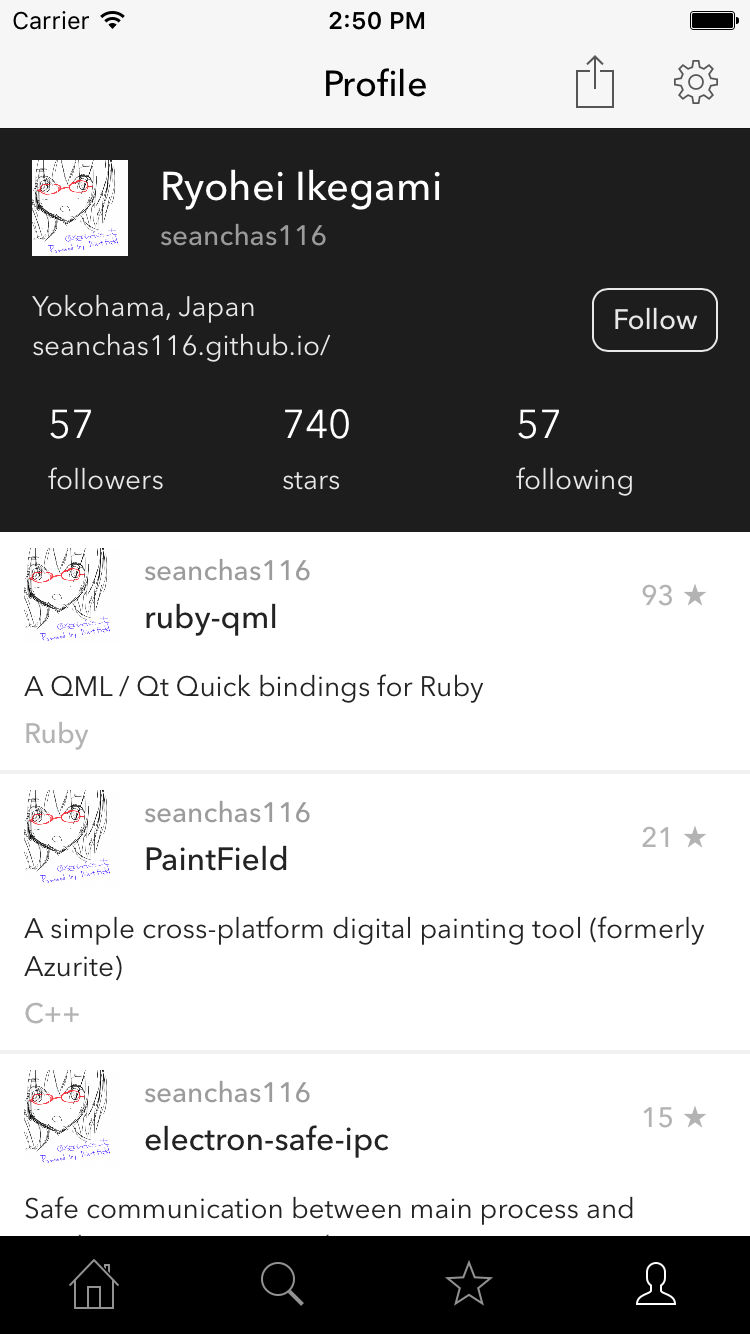 Carrier 2:50 PM
Profile
Ryohei Ikegami
seanchas116
Yokohama, Japan
seanchas116.github.io/
Follow
57 740 57
followers stars following
seanchas116
93 ★
ruby-qml
A QML / Qt Quick bindings for Ruby
Ruby
seanchas116
21 ★
PaintField
A simple cross-platform digital painting tool (formerly
Azurite)
C++
seanchas116
15 ★
electron-safe-ipc
Safe communication between main process and